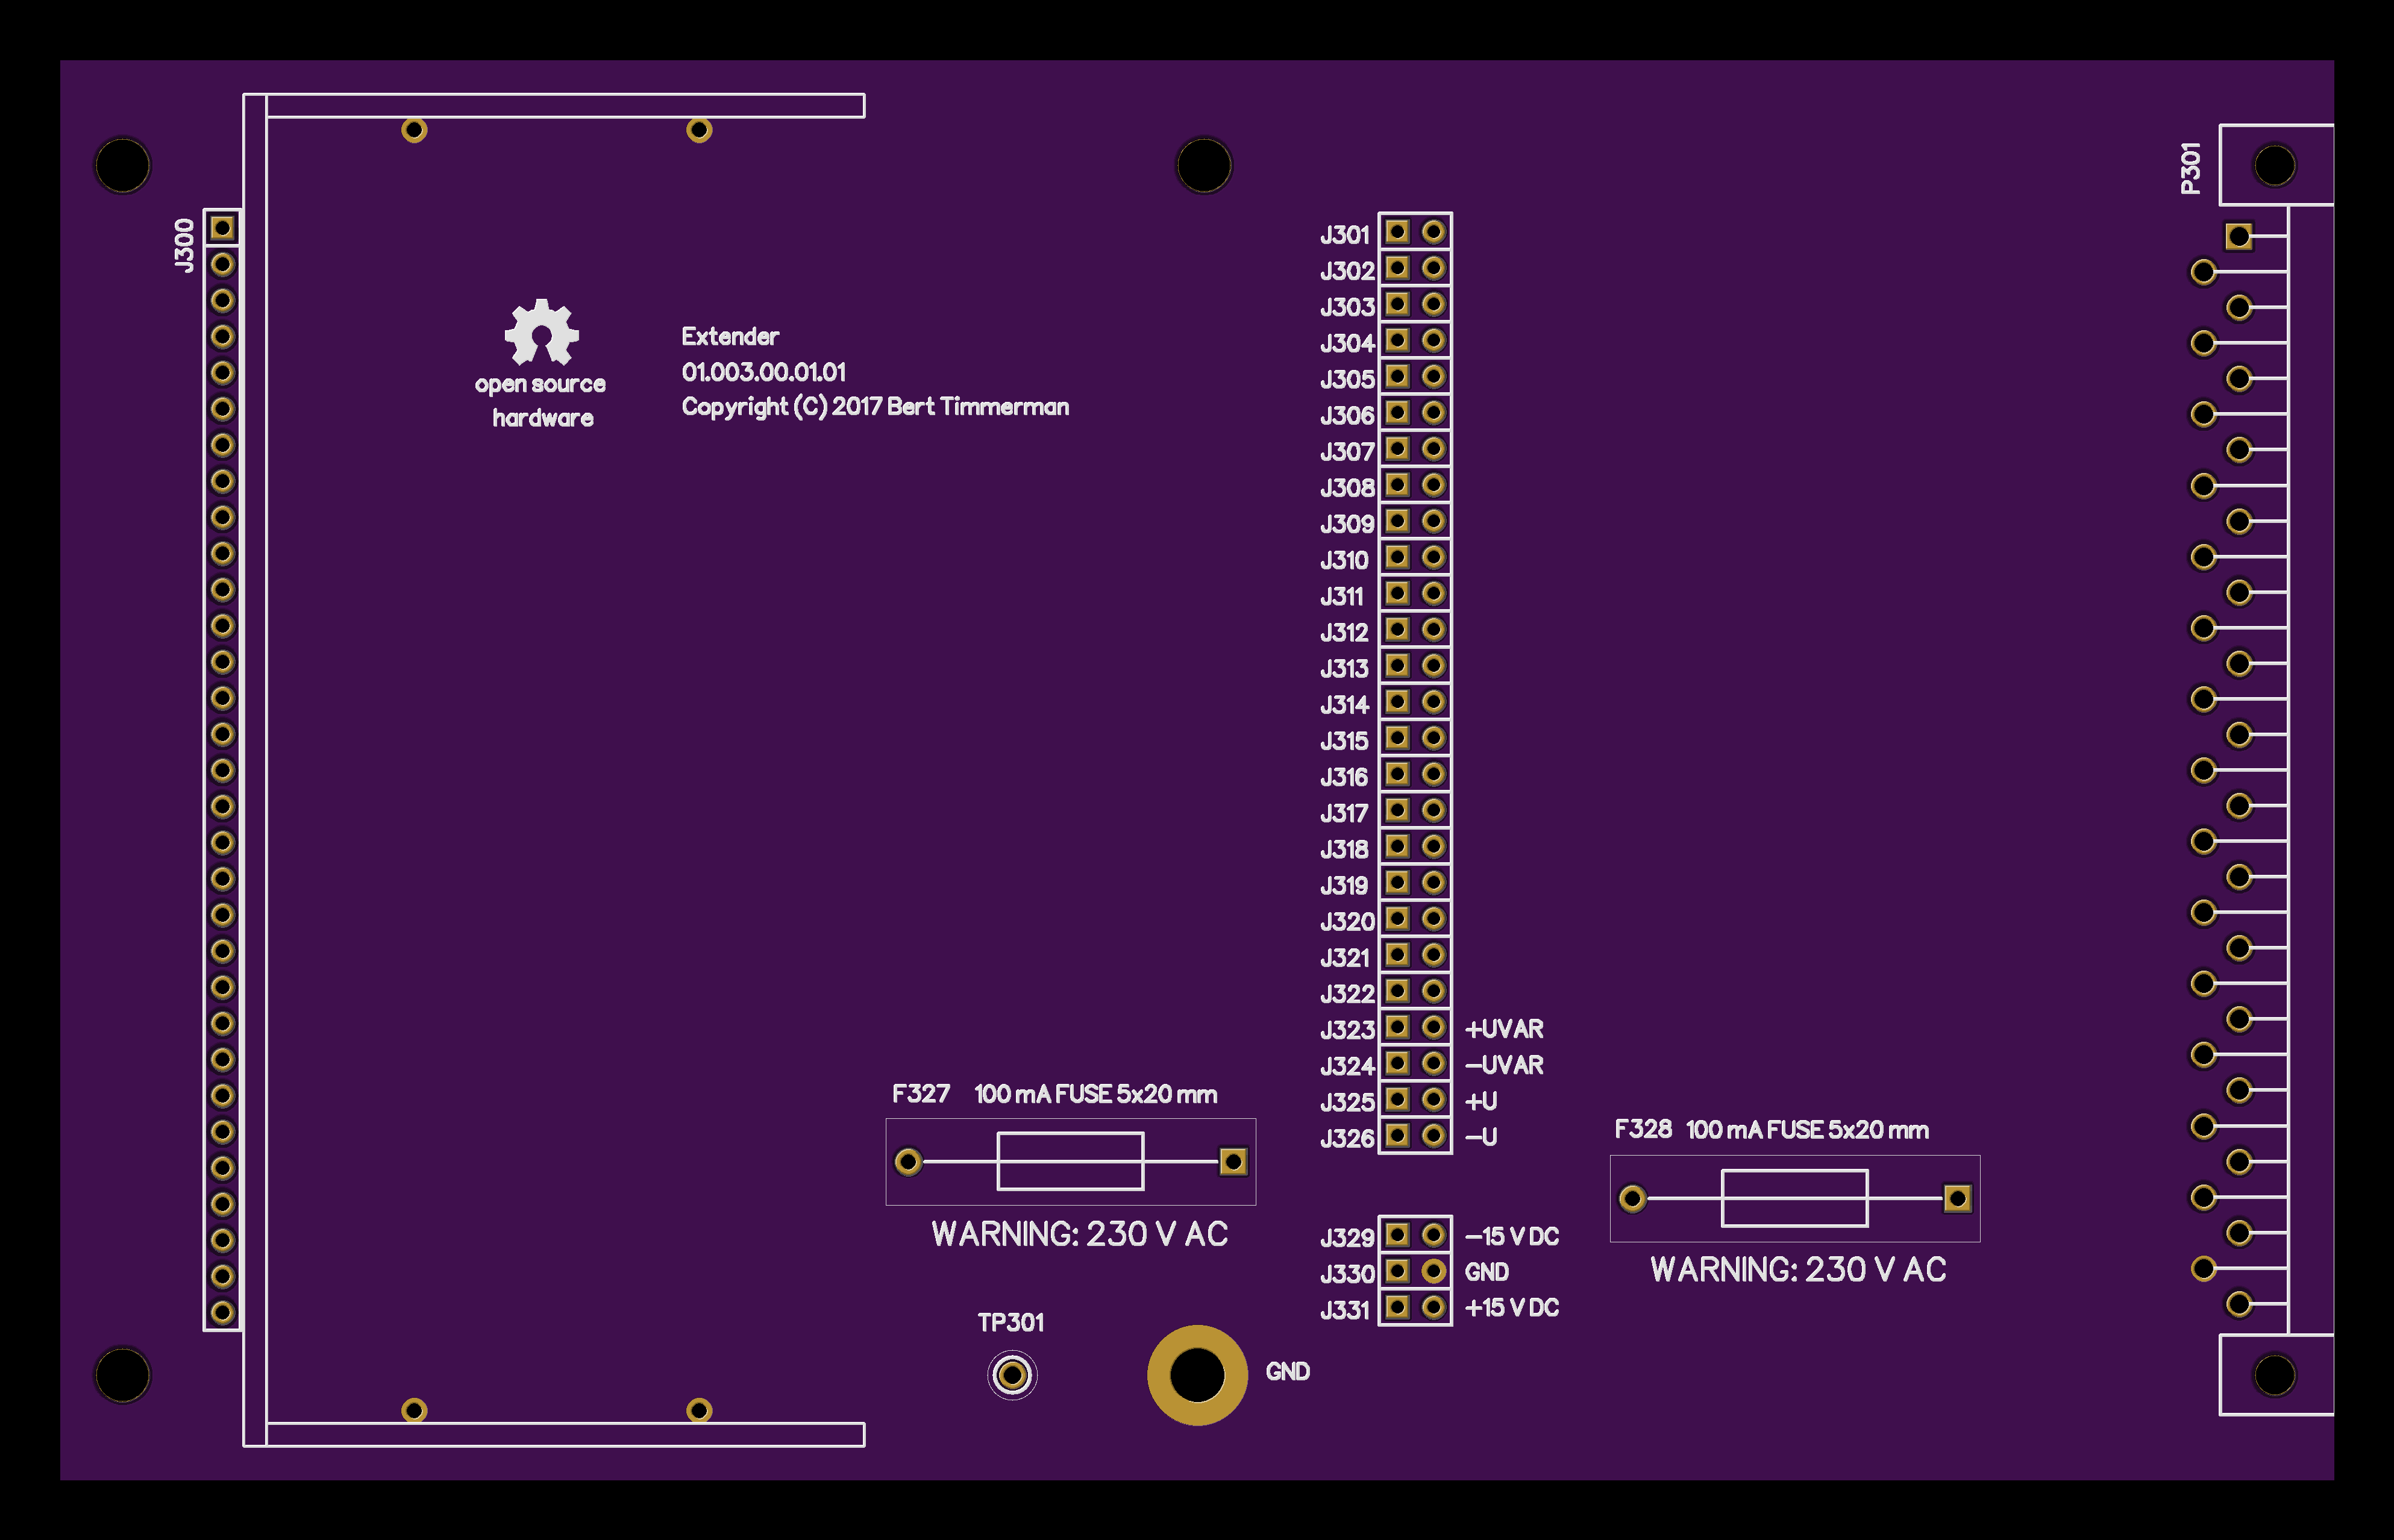 P301
J300
open source
hardware
Extender
01.003.00.01.01
Copyright (C) 2017 Bert Timmerman
J301
J302
J303
J304
J305
J306
J307
J308
J309
J310
J311
J312
J313
J314
J315
J316
J317
J318
J319
J320
J321
J322
J323 +UVAR
J324 -UVAR
J325 +U
J326 -U
F327 100 mA FUSE 5x20 mm
WARNING: 230 V AC
F328 100 mA FUSE 5x20 mm
WARNING: 230 V AC
J329 -15 V DC
J330 GND
J331 +15 V DC
TP301
GND